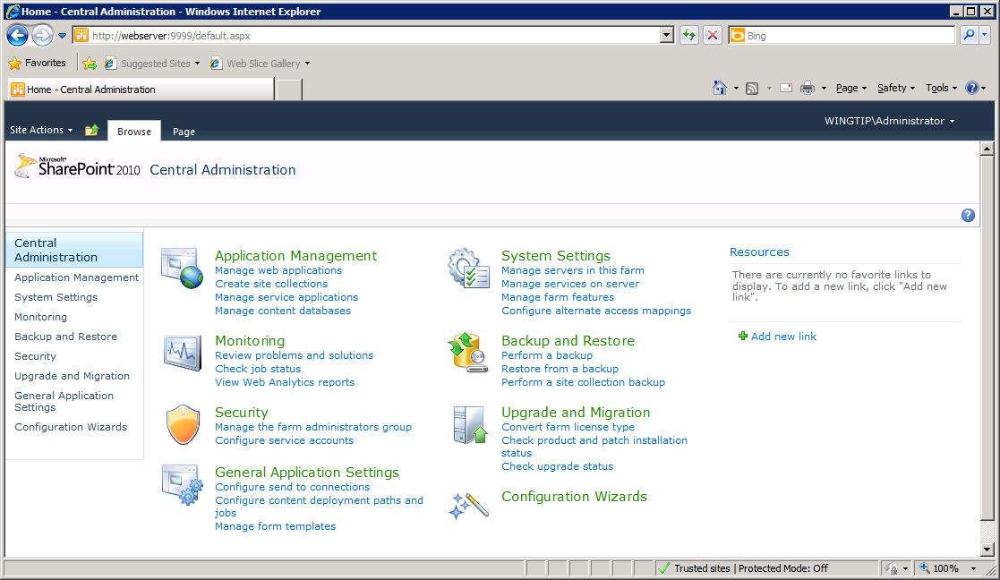 Home - Central Administration - Windows Internet Explorer
http://webserver:9999/default.aspx
Bing
Favorites
Suggested Sites
Web Slice Gallery
Home - Central Administration
Page
Safety
Tools
Site Actions
Browse
Page
WINGTIP\Administrator
Microsoft
SharePoint 2010
Central Administration
Central
Administration
Application Management
System Settings
Monitoring
Backup and Restore
Security
Upgrade and Migration
General Application
Settings
Configuration Wizards
Application Management
Manage web applications
Create site collections
Manage service applications
Manage content databases
Monitoring
Review problems and solutions
Check job status
View Web Analytics reports
Security
Manage the farm administrators group
Configure service accounts
General Application Settings
Configure send to connections
Configure content deployment paths and
jobs
Manage form templates
System Settings
Manage servers in this farm
Manage services on server
Manage farm features
Configure alternate access mappings
Backup and Restore
Perform a backup
Restore from a backup
Perform a site collection backup
Upgrade and Migration
Convert farm license type
Check product and patch installation
status
Check upgrade status
Configuration Wizards
Resources
There are currently no favorite links to
display. To add a new link, click "Add new
link".
Add new link
Trusted sites | Protected Mode: Off
100%